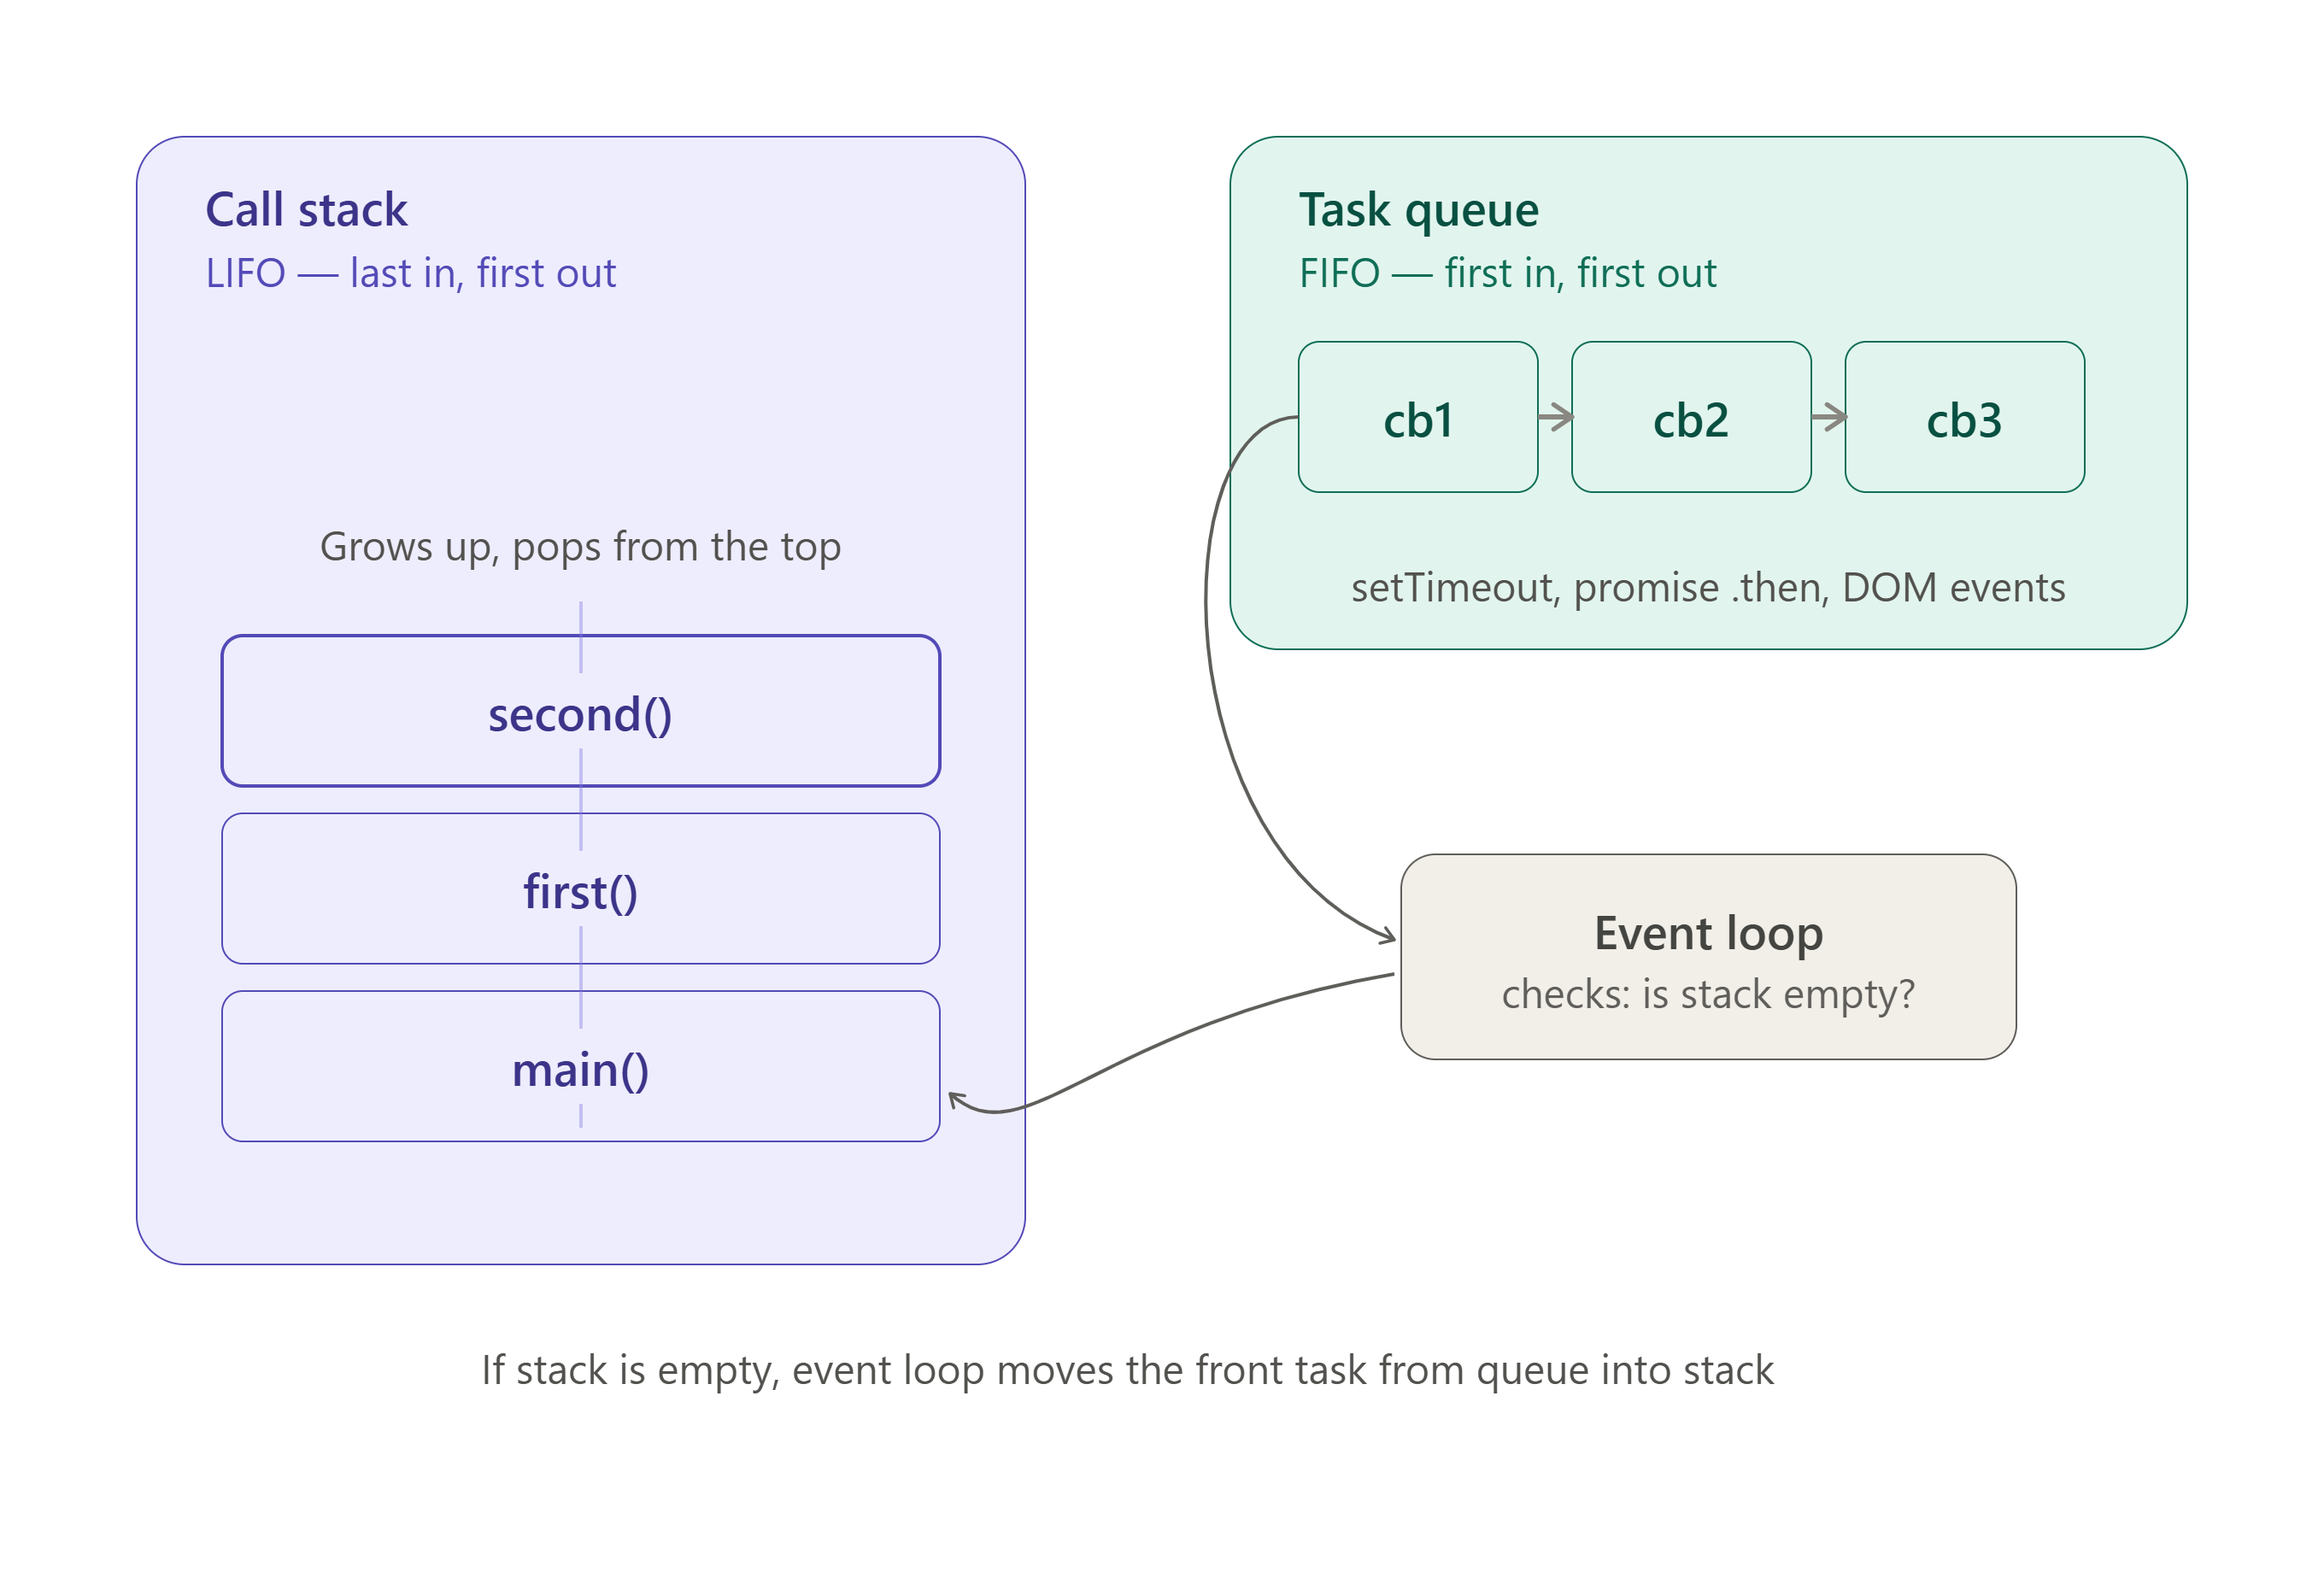 Call stack
LIFO — last in, first out
Grows up, pops from the top
second()
first()
main()
Task queue
FIFO — first in, first out
cb1
cb2
cb3
setTimeout, promise .then, DOM events
Event loop
checks: is stack empty?
If stack is empty, event loop moves the front task from queue into stack